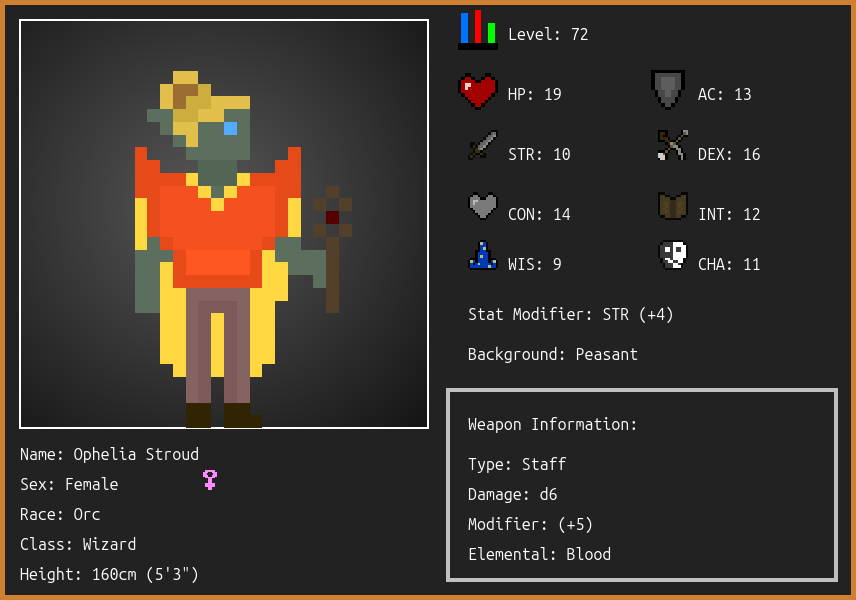 Level: 72
HP: 19
AC: 13
STR: 10
DEX: 16
CON: 14
INT: 12
WIS: 9
CHA: 11
Stat Modifier: STR (+4)
Background: Peasant
Weapon Information:
Type: Staff
Damage: d6
Modifier: (+5)
Elemental: Blood
Name: Ophelia Stroud
Sex: Female
Race: Orc
Class: Wizard
Height: 160cm (5'3")